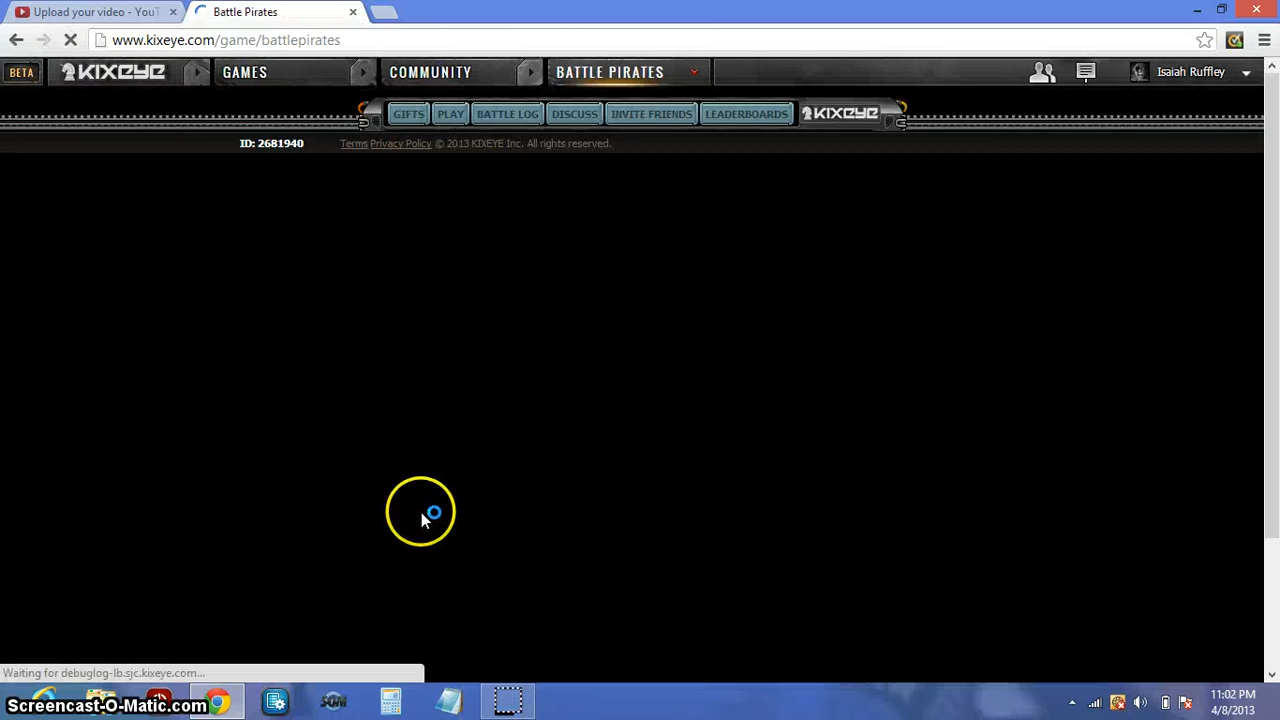 Upload your video - YouT
Battle Pirates
www.kixeye.com/game/battlepirates
BETA
KIXEYE
GAMES
COMMUNITY
BATTLE PIRATES
Isaiah Ruffley
GIFTS
PLAY
BATTLE LOG
DISCUSS
INVITE FRIENDS
LEADERBOARDS
KIXEYE
ID: 2681940
Terms Privacy Policy © 2013 KIXEYE Inc. All rights reserved.
Waiting for debuglog-lb.sjc.kixeye.com...
Screencast-O-Matic.com
SOM
11:02 PM
4/8/2013